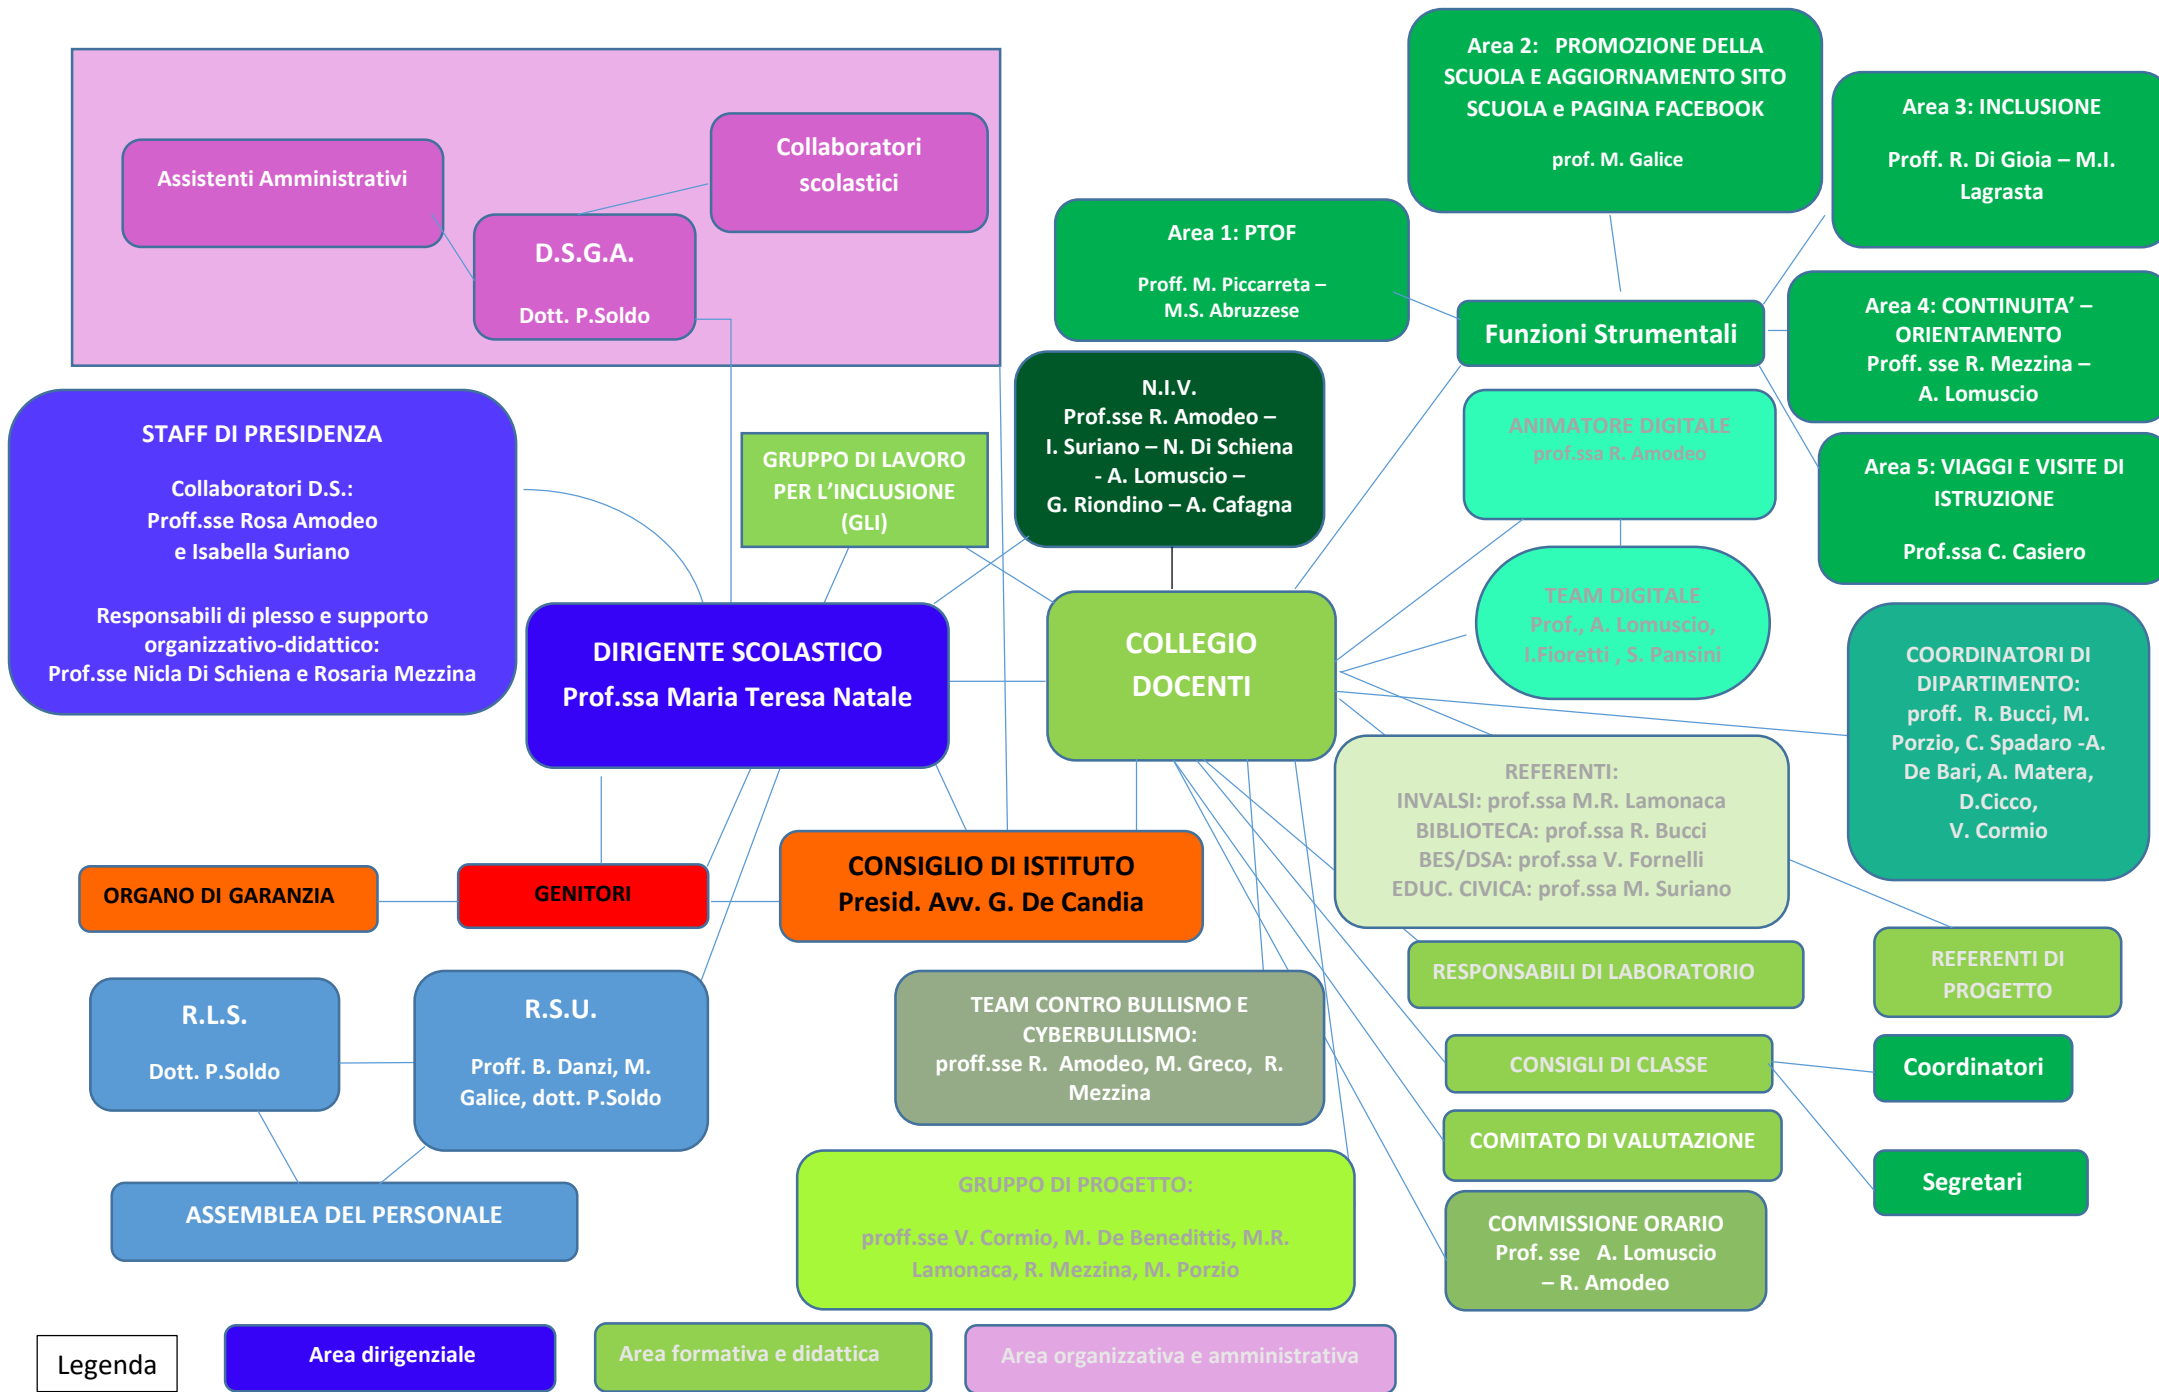 Assistenti Amministrativi
Collaboratori
scolastici
D.S.G.A.
Dott. P.Soldo
Area 2:   PROMOZIONE DELLA
SCUOLA E AGGIORNAMENTO SITO
SCUOLA e PAGINA FACEBOOK
prof. M. Galice
Area 3: INCLUSIONE
Proff. R. Di Gioia – M.I.
Lagrasta
Area 1: PTOF
Proff. M. Piccarreta –
M.S. Abruzzese
Funzioni Strumentali
Area 4: CONTINUITA’ –
ORIENTAMENTO
Proff. sse R. Mezzina –
A. Lomuscio
Area 5: VIAGGI E VISITE DI
ISTRUZIONE
Prof.ssa C. Casiero
STAFF DI PRESIDENZA
Collaboratori D.S.:
Proff.sse Rosa Amodeo
e Isabella Suriano
Responsabili di plesso e supporto
organizzativo-didattico:
Prof.sse Nicla Di Schiena e Rosaria Mezzina
GRUPPO DI LAVORO
PER L’INCLUSIONE
(GLI)
N.I.V.
Prof.sse R. Amodeo –
I. Suriano – N. Di Schiena
- A. Lomuscio –
G. Riondino – A. Cafagna
ANIMATORE DIGITALE
prof.ssa R. Amodeo
TEAM DIGITALE
Prof., A. Lomuscio,
I.Fioretti , S. Pansini
DIRIGENTE SCOLASTICO
Prof.ssa Maria Teresa Natale
COLLEGIO
DOCENTI
COORDINATORI DI
DIPARTIMENTO:
proff.  R. Bucci, M.
Porzio, C. Spadaro -A.
De Bari, A. Matera,
D.Cicco,
V. Cormio
REFERENTI:
INVALSI: prof.ssa M.R. Lamonaca
BIBLIOTECA: prof.ssa R. Bucci
BES/DSA: prof.ssa V. Fornelli
EDUC. CIVICA: prof.ssa M. Suriano
ORGANO DI GARANZIA
GENITORI
CONSIGLIO DI ISTITUTO
Presid. Avv. G. De Candia
RESPONSABILI DI LABORATORIO
REFERENTI DI
PROGETTO
R.L.S.
Dott. P.Soldo
R.S.U.
Proff. B. Danzi, M.
Galice, dott. P.Soldo
TEAM CONTRO BULLISMO E
CYBERBULLISMO:
proff.sse R.  Amodeo, M. Greco,  R.
Mezzina
CONSIGLI DI CLASSE
Coordinatori
COMITATO DI VALUTAZIONE
Segretari
ASSEMBLEA DEL PERSONALE
GRUPPO DI PROGETTO:
proff.sse V. Cormio, M. De Benedittis, M.R.
Lamonaca, R. Mezzina, M. Porzio
COMMISSIONE ORARIO
Prof. sse   A. Lomuscio
– R. Amodeo
Legenda
Area dirigenziale
Area formativa e didattica
Area organizzativa e amministrativa